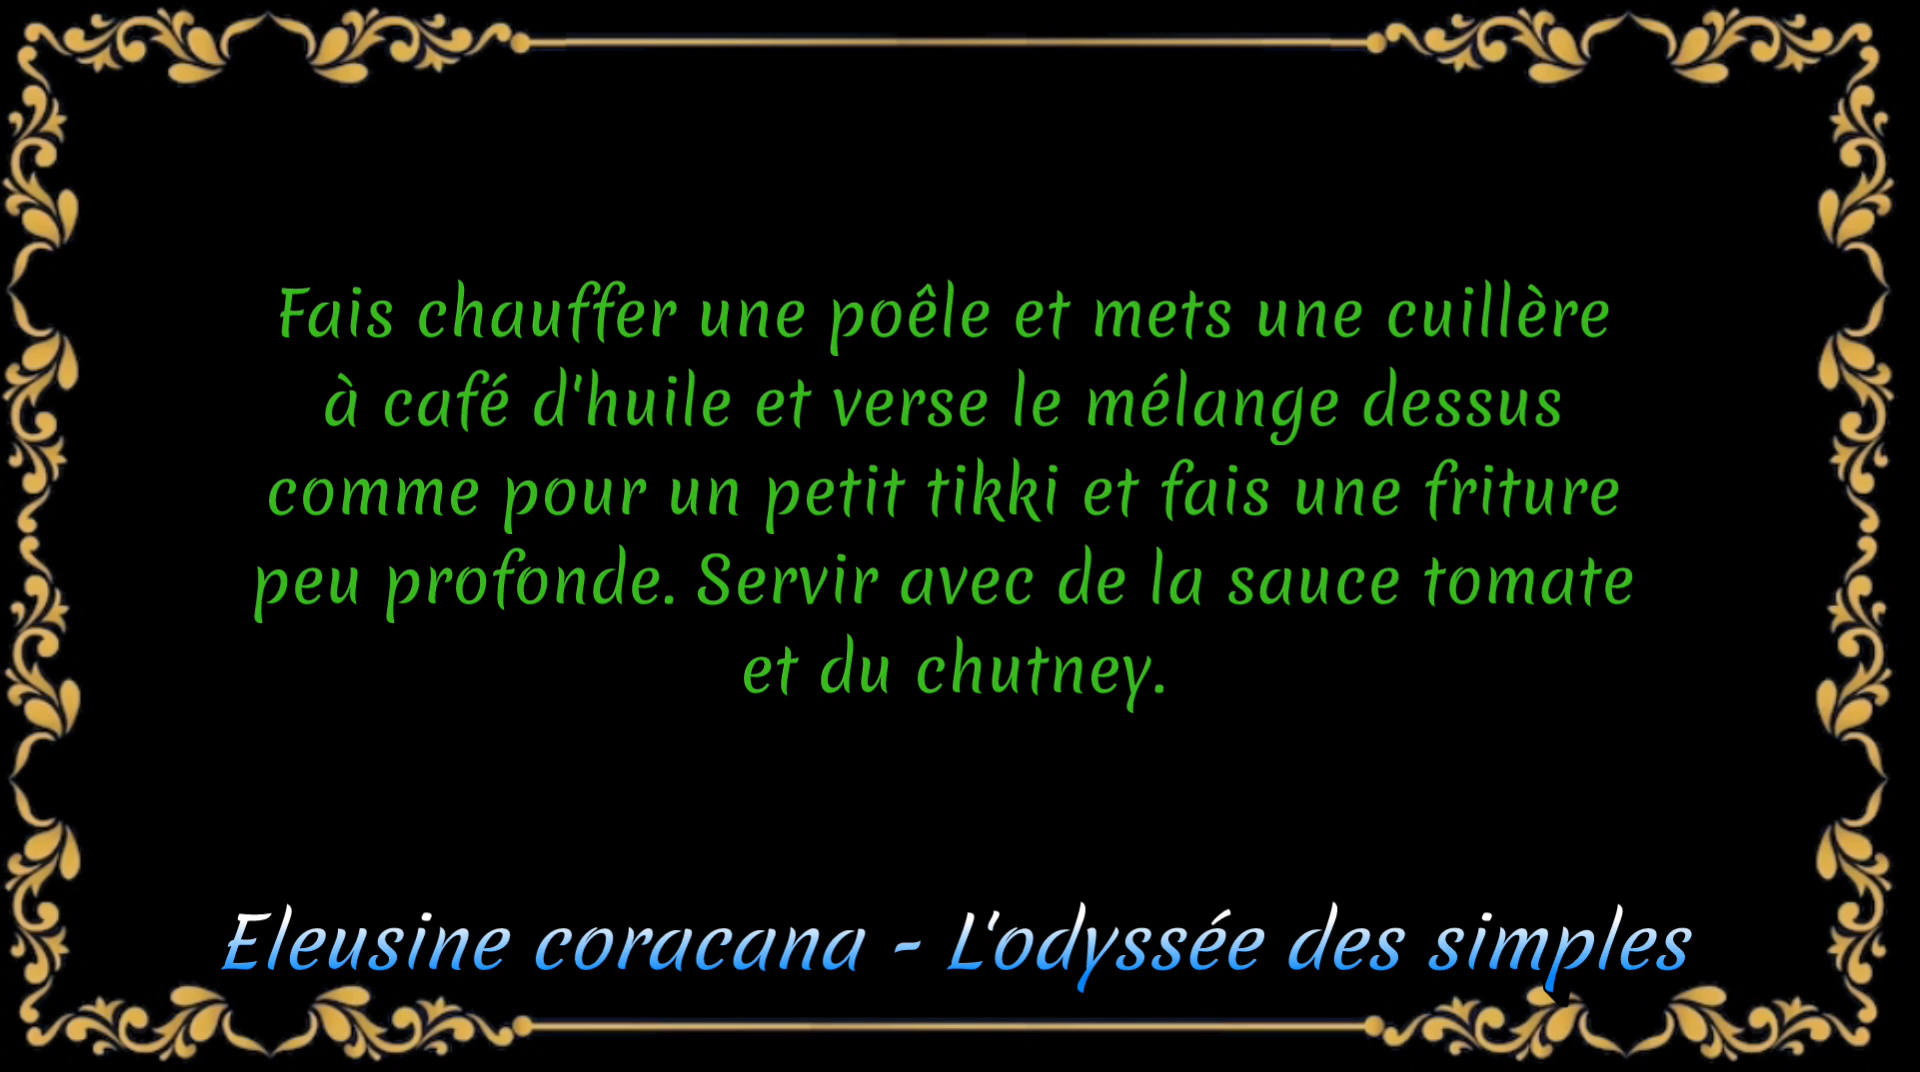 Fais chauffer une poêle et mets une cuillère
à café d'huile et verse le mélange dessus
comme pour un petit tikki et fais une friture
peu profonde. Servir avec de la sauce tomate
et du chutney.
Eleusine coracana - L'odyssée des simples